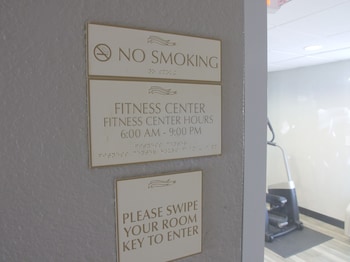 NO SMOKING
FITNESS CENTER
FITNESS CENTER HOURS
6:00 AM - 9:00 PM
PLEASE SWIPE
YOUR ROOM
KEY TO ENTER